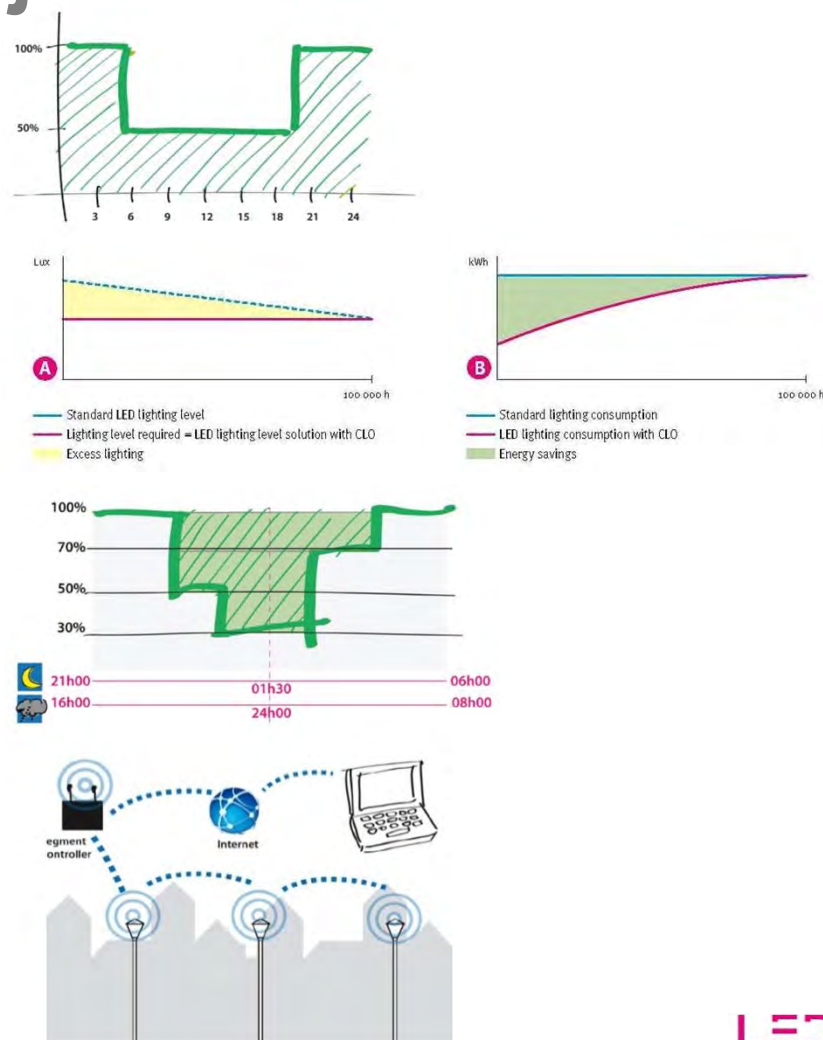 100%
50%
3 6 9 12 15 18 21 24
Lux
A
100 000 h
Standard LED lighting level
Lighting level required = LED lighting level solution with CLO
Excess lighting
kWh
B
100 000 h
Standard lighting consumption
LED lighting consumption with CLO
Energy savings
100%
70%
50%
30%
21h00 01h30 06h00
16h00 24h00 08h00
egment
ontroller
Internet